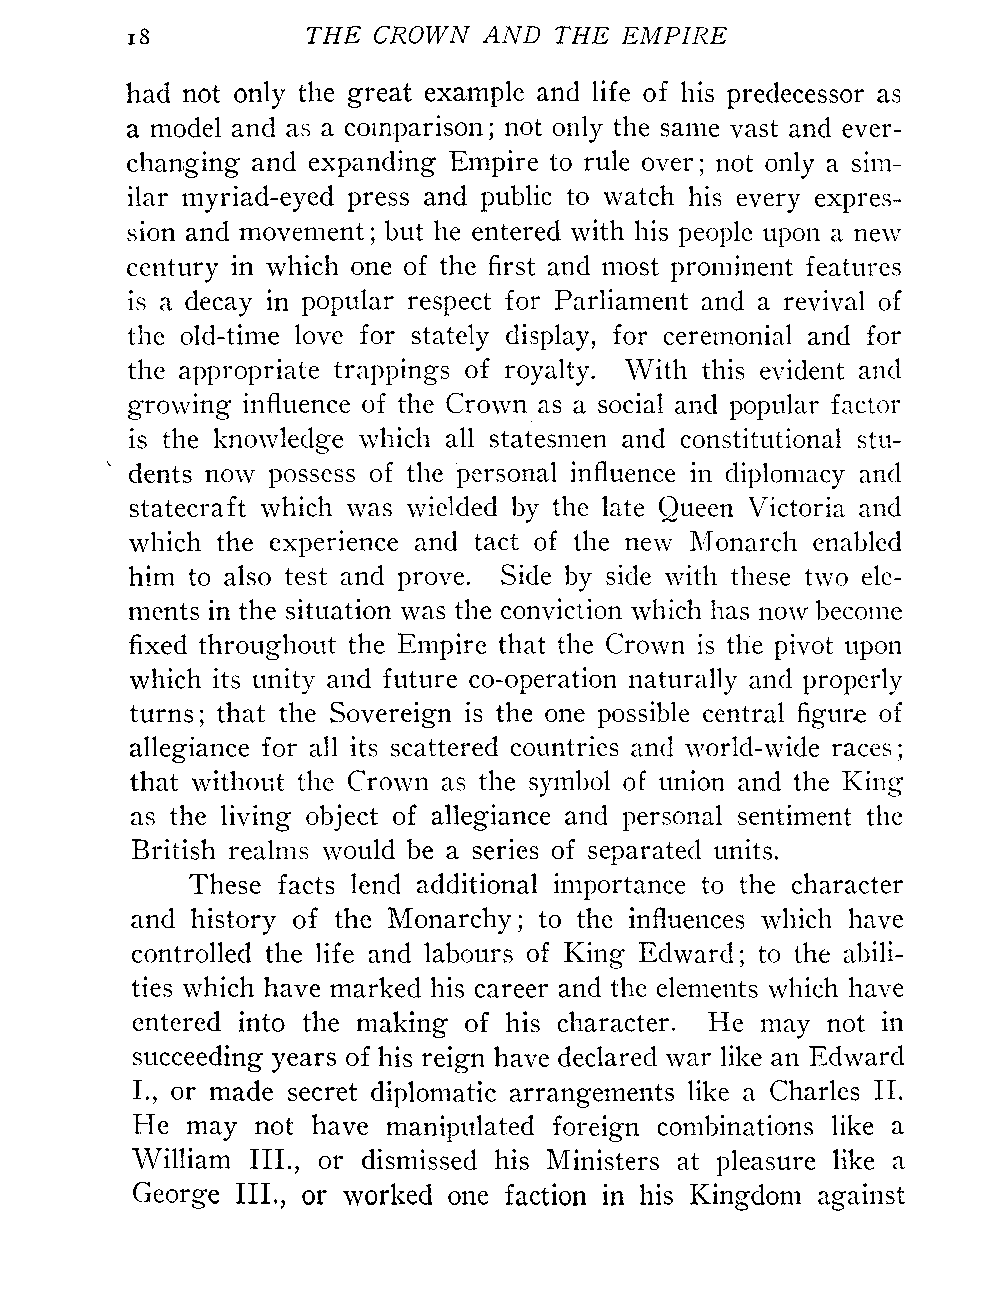 18 THE CROWN AND THE EMPIRE
had not only the great example and life of his predecessor as
a model and as a comparison; not only the same vast and ever-
changing and expanding Empire to rule over; not only a sim-
ilar myriad-eyed press and public to watch his every expres-
sion and movement; but he entered with his people upon a new
century in which one of the first and most prominent features
is a decay in popular respect for Parliament and a revival of
the old-time love for stately display, for ceremonial and for
the appropriate trappings of royalty. With this evident and
growing influence of the Crown as a social and popular factor
is the knowledge which all statesmen and constitutional stu-
dents now possess of the personal influence in diplomacy and
statecraft which was wielded by the late Queen Victoria and
which the experience and tact of the new Monarch enabled
him to also test and prove. Side by side with these two ele-
ments in the situation was the conviction which has now become
fixed throughout the Empire that the Crown is the pivot upon
which its unity and future co-operation naturally and properly
turns; that the Sovereign is the one possible central figure of
allegiance for all its scattered countries and world-wide races;
that without the Crown as the symbol of union and the King
as the living object of allegiance and personal sentiment the
British realms would be a series of separated units.
These facts lend additional importance to the character
and history of the Monarchy; to the influences which have
controlled the life and labours of King Edward; to the abili-
ties which have marked his career and the elements which have
entered into the making of his character. He may not in
succeeding years of his reign have declared war like an Edward
I., or made secret diplomatic arrangements like a Charles II.
He may not have manipulated foreign combinations like a
William III., or dismissed his Ministers at pleasure like a
George III., or worked one faction in his Kingdom against